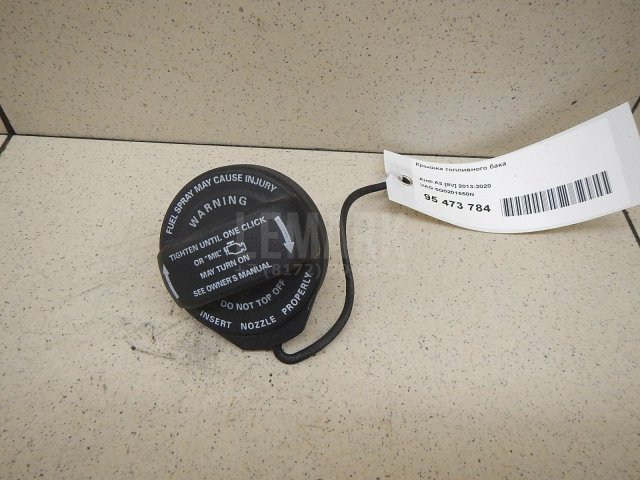 FUEL SPRAY MAY CAUSE INJURY
WARNING
TIGHTEN UNTIL ONE CLICK
OR "MIL"
MAY TURN ON
SEE OWNER'S MANUAL
DO NOT TOP OFF
INSERT NOZZLE PROPERLY
Крышка топливного бака
Audi A3 [8V] 2013-2020
VAG 5Q0201550N
95 473 784